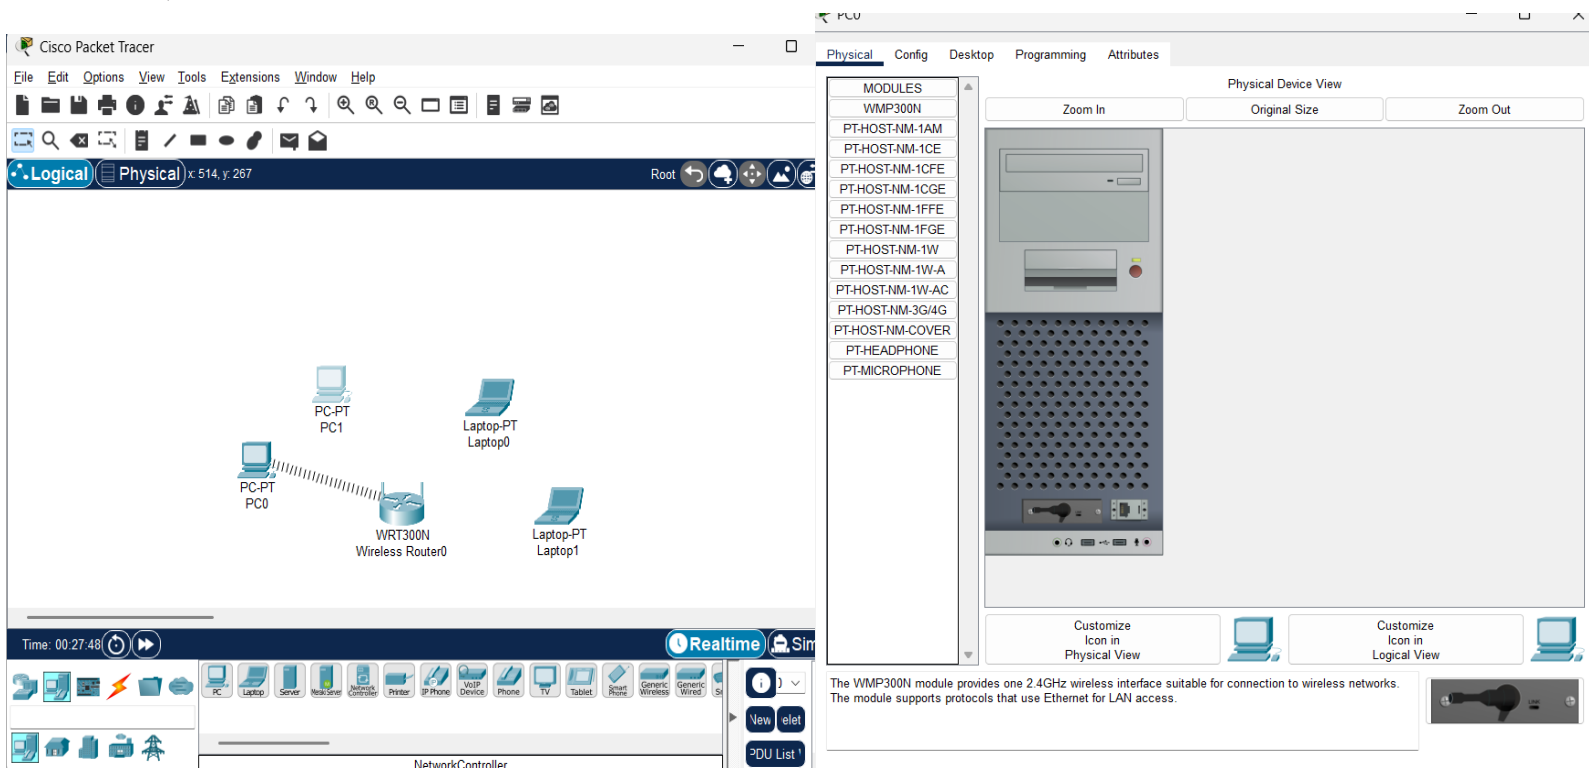 Cisco Packet Tracer
File Edit Options View Tools Extensions Window Help
Logical Physical x: 514, y: 267 Root
PC-PT
PC1
Laptop-PT
Laptop0
PC-PT
PC0
WRT300N
Wireless Router0
Laptop-PT
Laptop1
Time: 00:27:48 Realtime Sim
PC Laptop Server Meraki Server Network Controller Printer IP Phone VoIP Device Phone TV Tablet Smart Phone Generic Wireless Generic Wired
New elet
PDU List
NetworkController
PC0
Physical Config Desktop Programming Attributes
MODULES
WMP300N
PT-HOST-NM-1AM
PT-HOST-NM-1CE
PT-HOST-NM-1CFE
PT-HOST-NM-1CGE
PT-HOST-NM-1FFE
PT-HOST-NM-1FGE
PT-HOST-NM-1W
PT-HOST-NM-1W-A
PT-HOST-NM-1W-AC
PT-HOST-NM-3G/4G
PT-HOST-NM-COVER
PT-HEADPHONE
PT-MICROPHONE
Physical Device View
Zoom In Original Size Zoom Out
Customize
Icon in
Physical View
Customize
Icon in
Logical View
The WMP300N module provides one 2.4GHz wireless interface suitable for connection to wireless networks.
The module supports protocols that use Ethernet for LAN access.